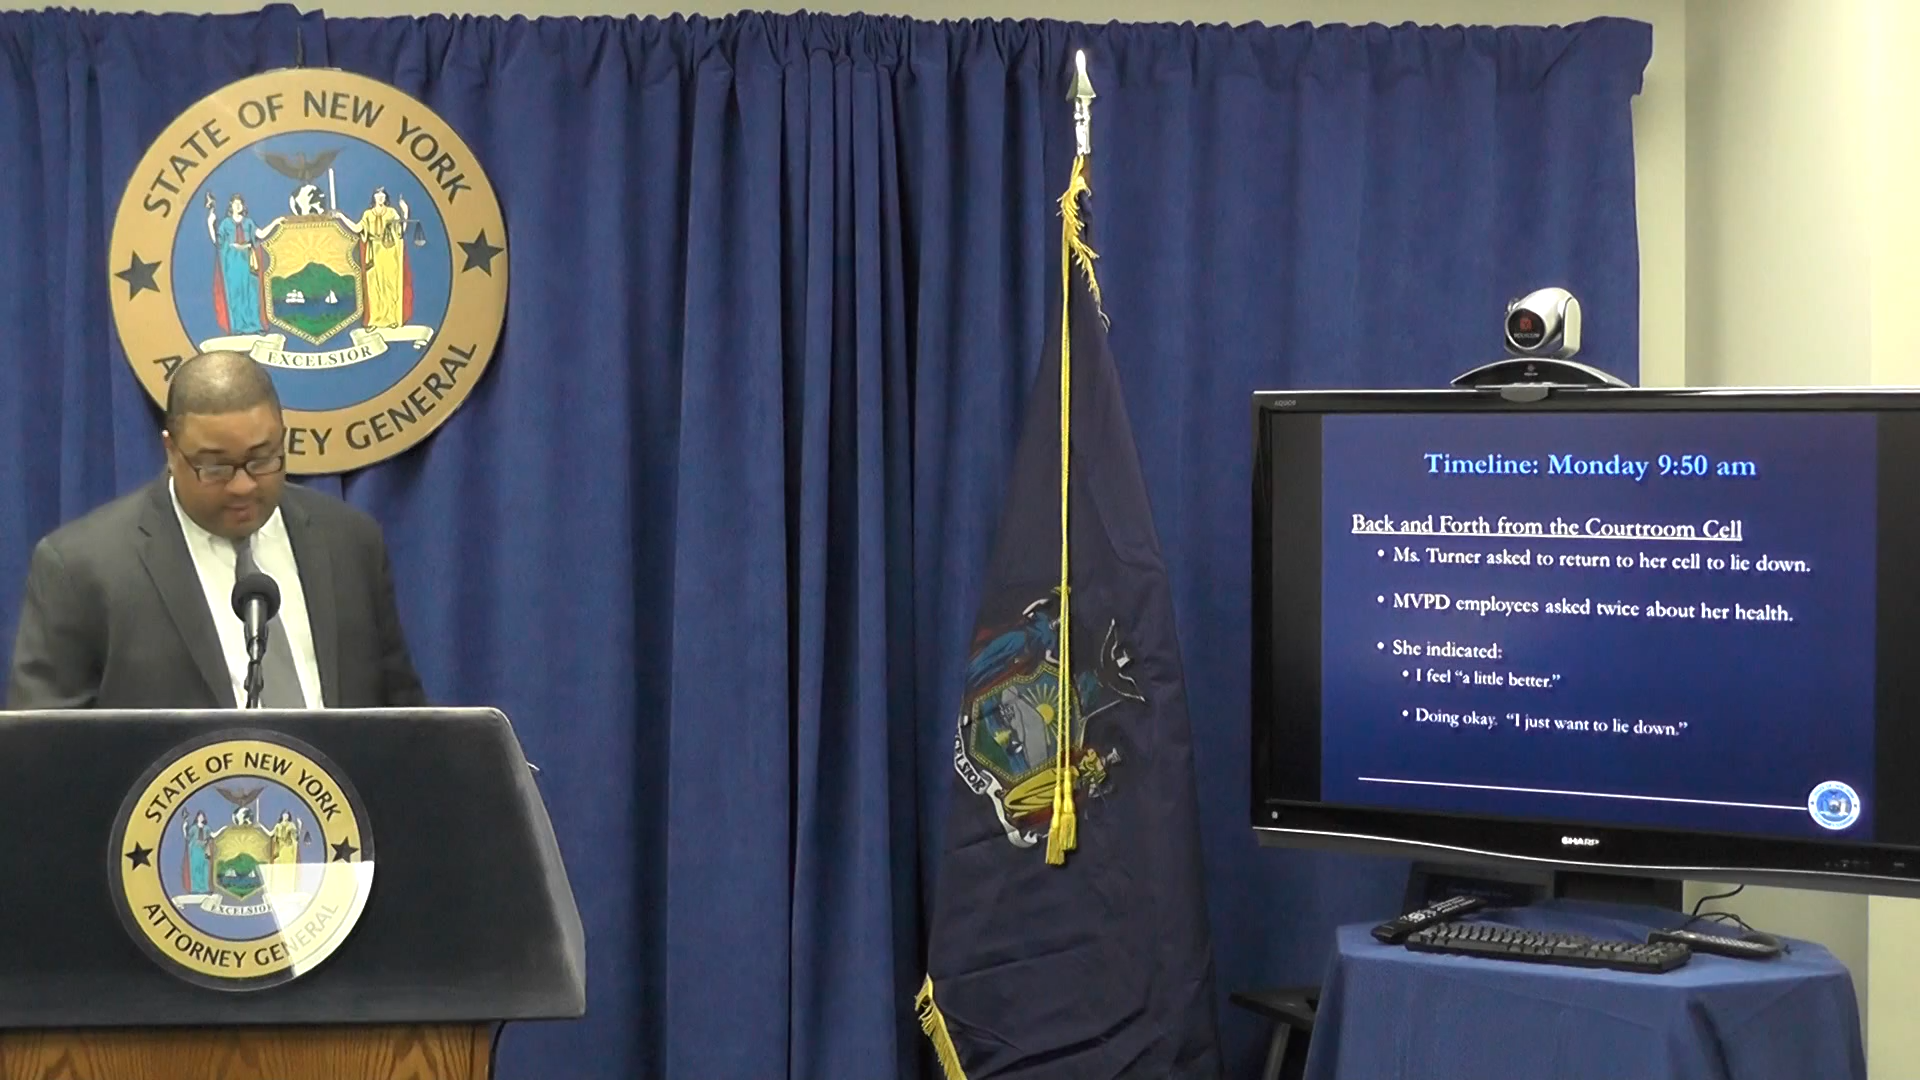 STATE OF NEW YORK
EXCELSIOR
GENERAL
Timeline: Monday 9:50 am
Back and Forth from the Courtroom Cell
• Ms. Turner asked to return to her cell to lie down.
• MVPD employees asked twice about her health.
• She indicated:
• I feel “a little better.”
• Doing okay. “I just want to lie down.”
SHARP
STATE OF NEW YORK
EXCELSIOR
ATTORNEY GENERAL